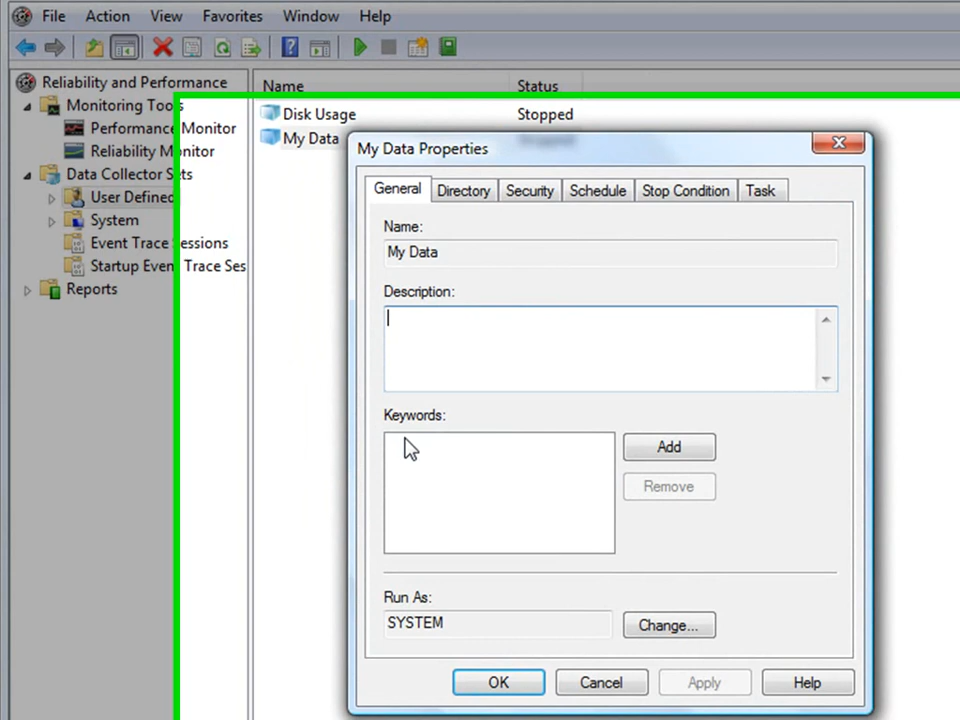 File Action View Favorites Window Help
Reliability and Performance
Monitoring Tools
Performance Monitor
Reliability Monitor
Data Collector Sets
User Defined
System
Event Trace Sessions
Startup Event Trace Ses
Reports
Name Status
Disk Usage Stopped
My Data
My Data Properties
General Directory Security Schedule Stop Condition Task
Name:
My Data
Description:
Keywords:
Add
Remove
Run As:
SYSTEM Change...
OK Cancel Apply Help